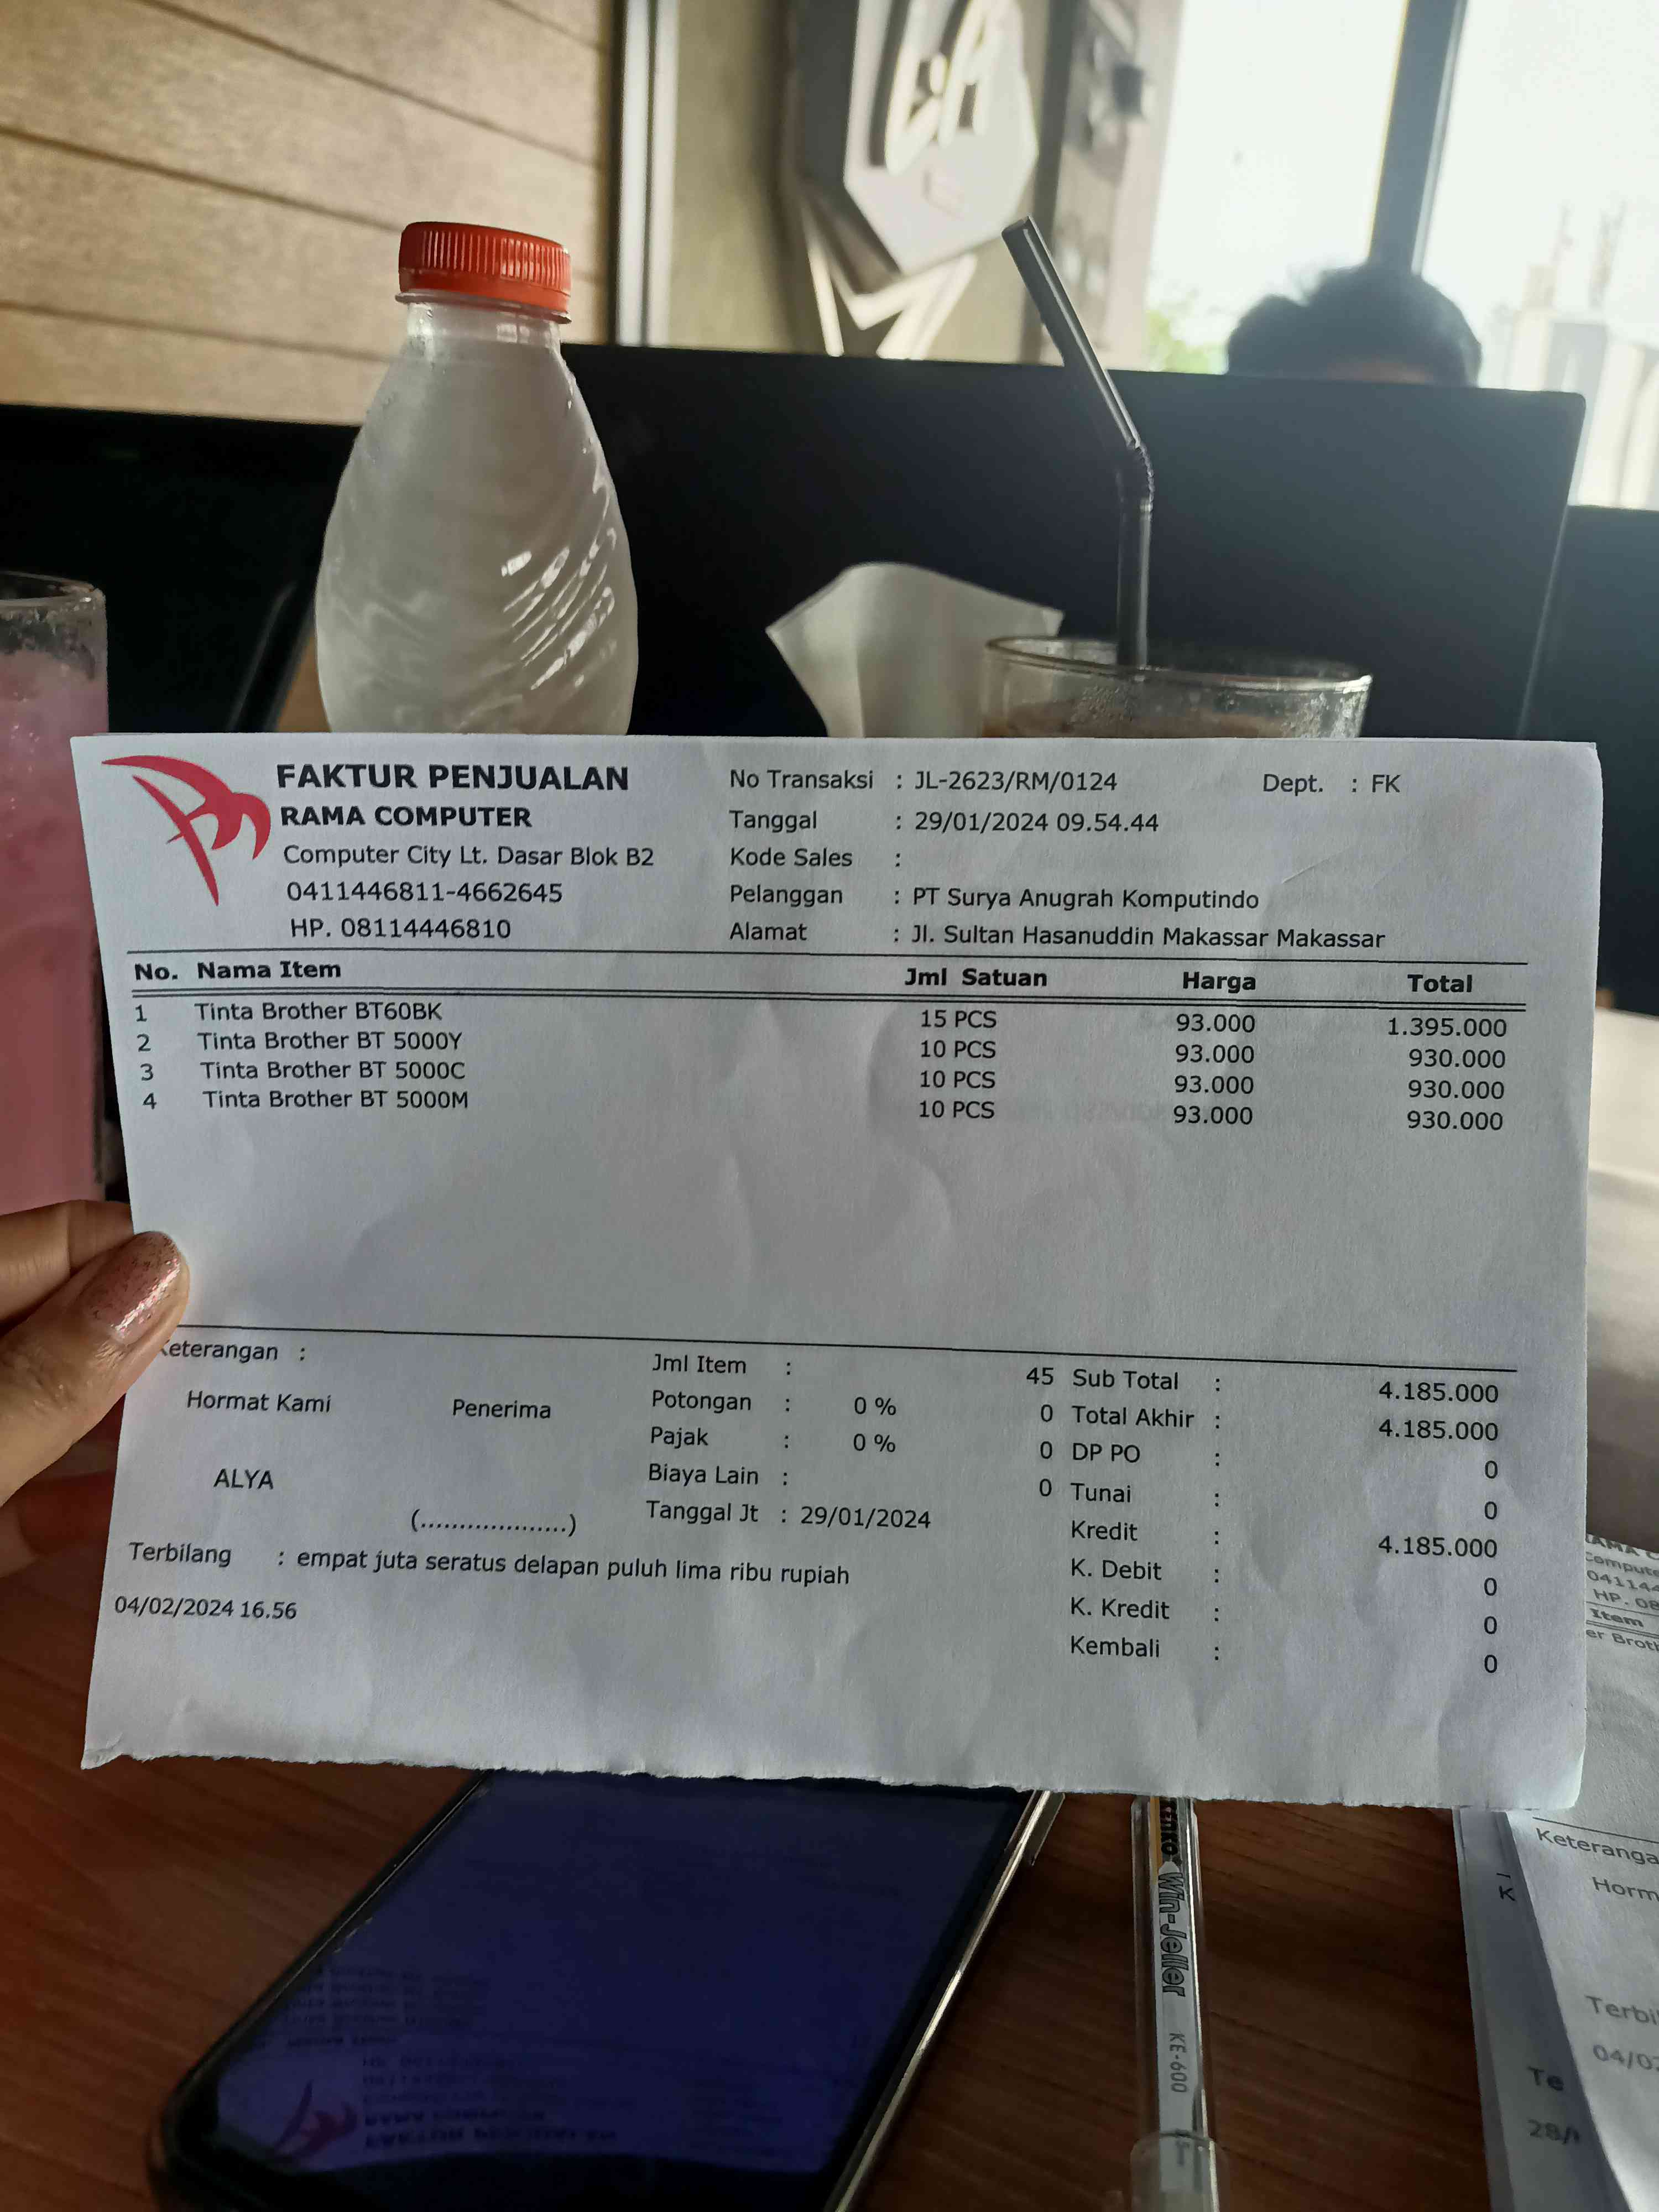 FAKTUR PENJUALAN
RAMA COMPUTER
Computer City Lt. Dasar Blok B2
0411446811-4662645
HP. 08114446810
No Transaksi : JL-2623/RM/0124 Dept. : FK
Tanggal : 29/01/2024 09.54.44
Kode Sales :
Pelanggan : PT Surya Anugrah Komputindo
Alamat : Jl. Sultan Hasanuddin Makassar Makassar
No. Nama Item Jml Satuan Harga Total
1 Tinta Brother BT60BK 15 PCS 93.000 1.395.000
2 Tinta Brother BT 5000Y 10 PCS 93.000 930.000
3 Tinta Brother BT 5000C 10 PCS 93.000 930.000
4 Tinta Brother BT 5000M 10 PCS 93.000 930.000
Keterangan :
Hormat Kami Penerima
ALYA
(...................)
Jml Item : 45
Potongan : 0 % 0
Pajak : 0 % 0
Biaya Lain : 0
Tanggal Jt : 29/01/2024
Sub Total : 4.185.000
Total Akhir : 4.185.000
DP PO : 0
Tunai : 0
Kredit : 4.185.000
K. Debit : 0
K. Kredit : 0
Kembali : 0
Terbilang : empat juta seratus delapan puluh lima ribu rupiah
04/02/2024 16.56
Win-Jeller KE-600
HP. 08
Item
Keteranga
Horm
Terbi
04/02
K
Te
28/